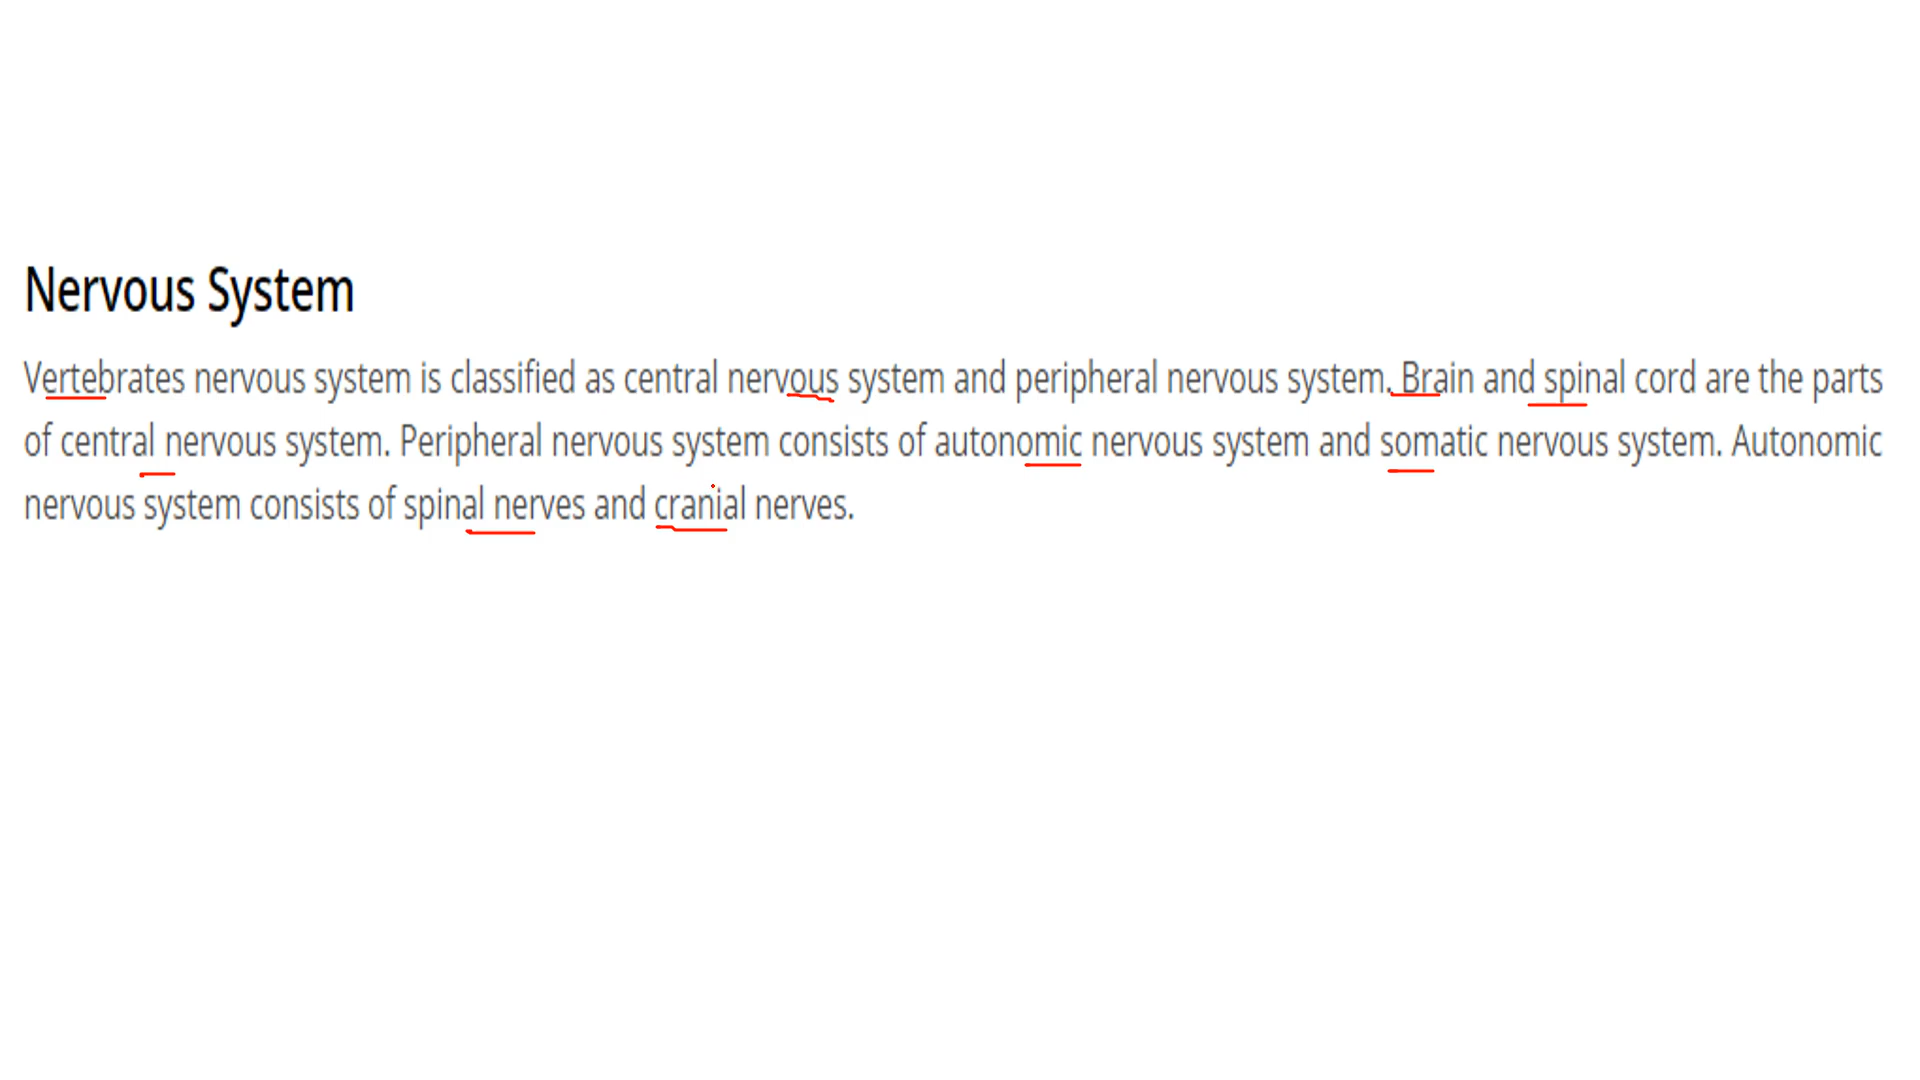 Nervous System
Vertebrates nervous system is classified as central nervous system and peripheral nervous system. Brain and spinal cord are the parts
of central nervous system. Peripheral nervous system consists of autonomic nervous system and somatic nervous system. Autonomic
nervous system consists of spinal nerves and cranial nerves.